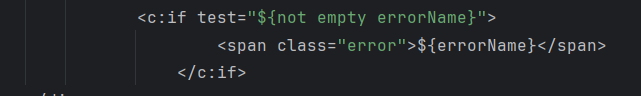 <c:if test="${not empty errorName}">
<span class="error">${errorName}</span>
</c:if>